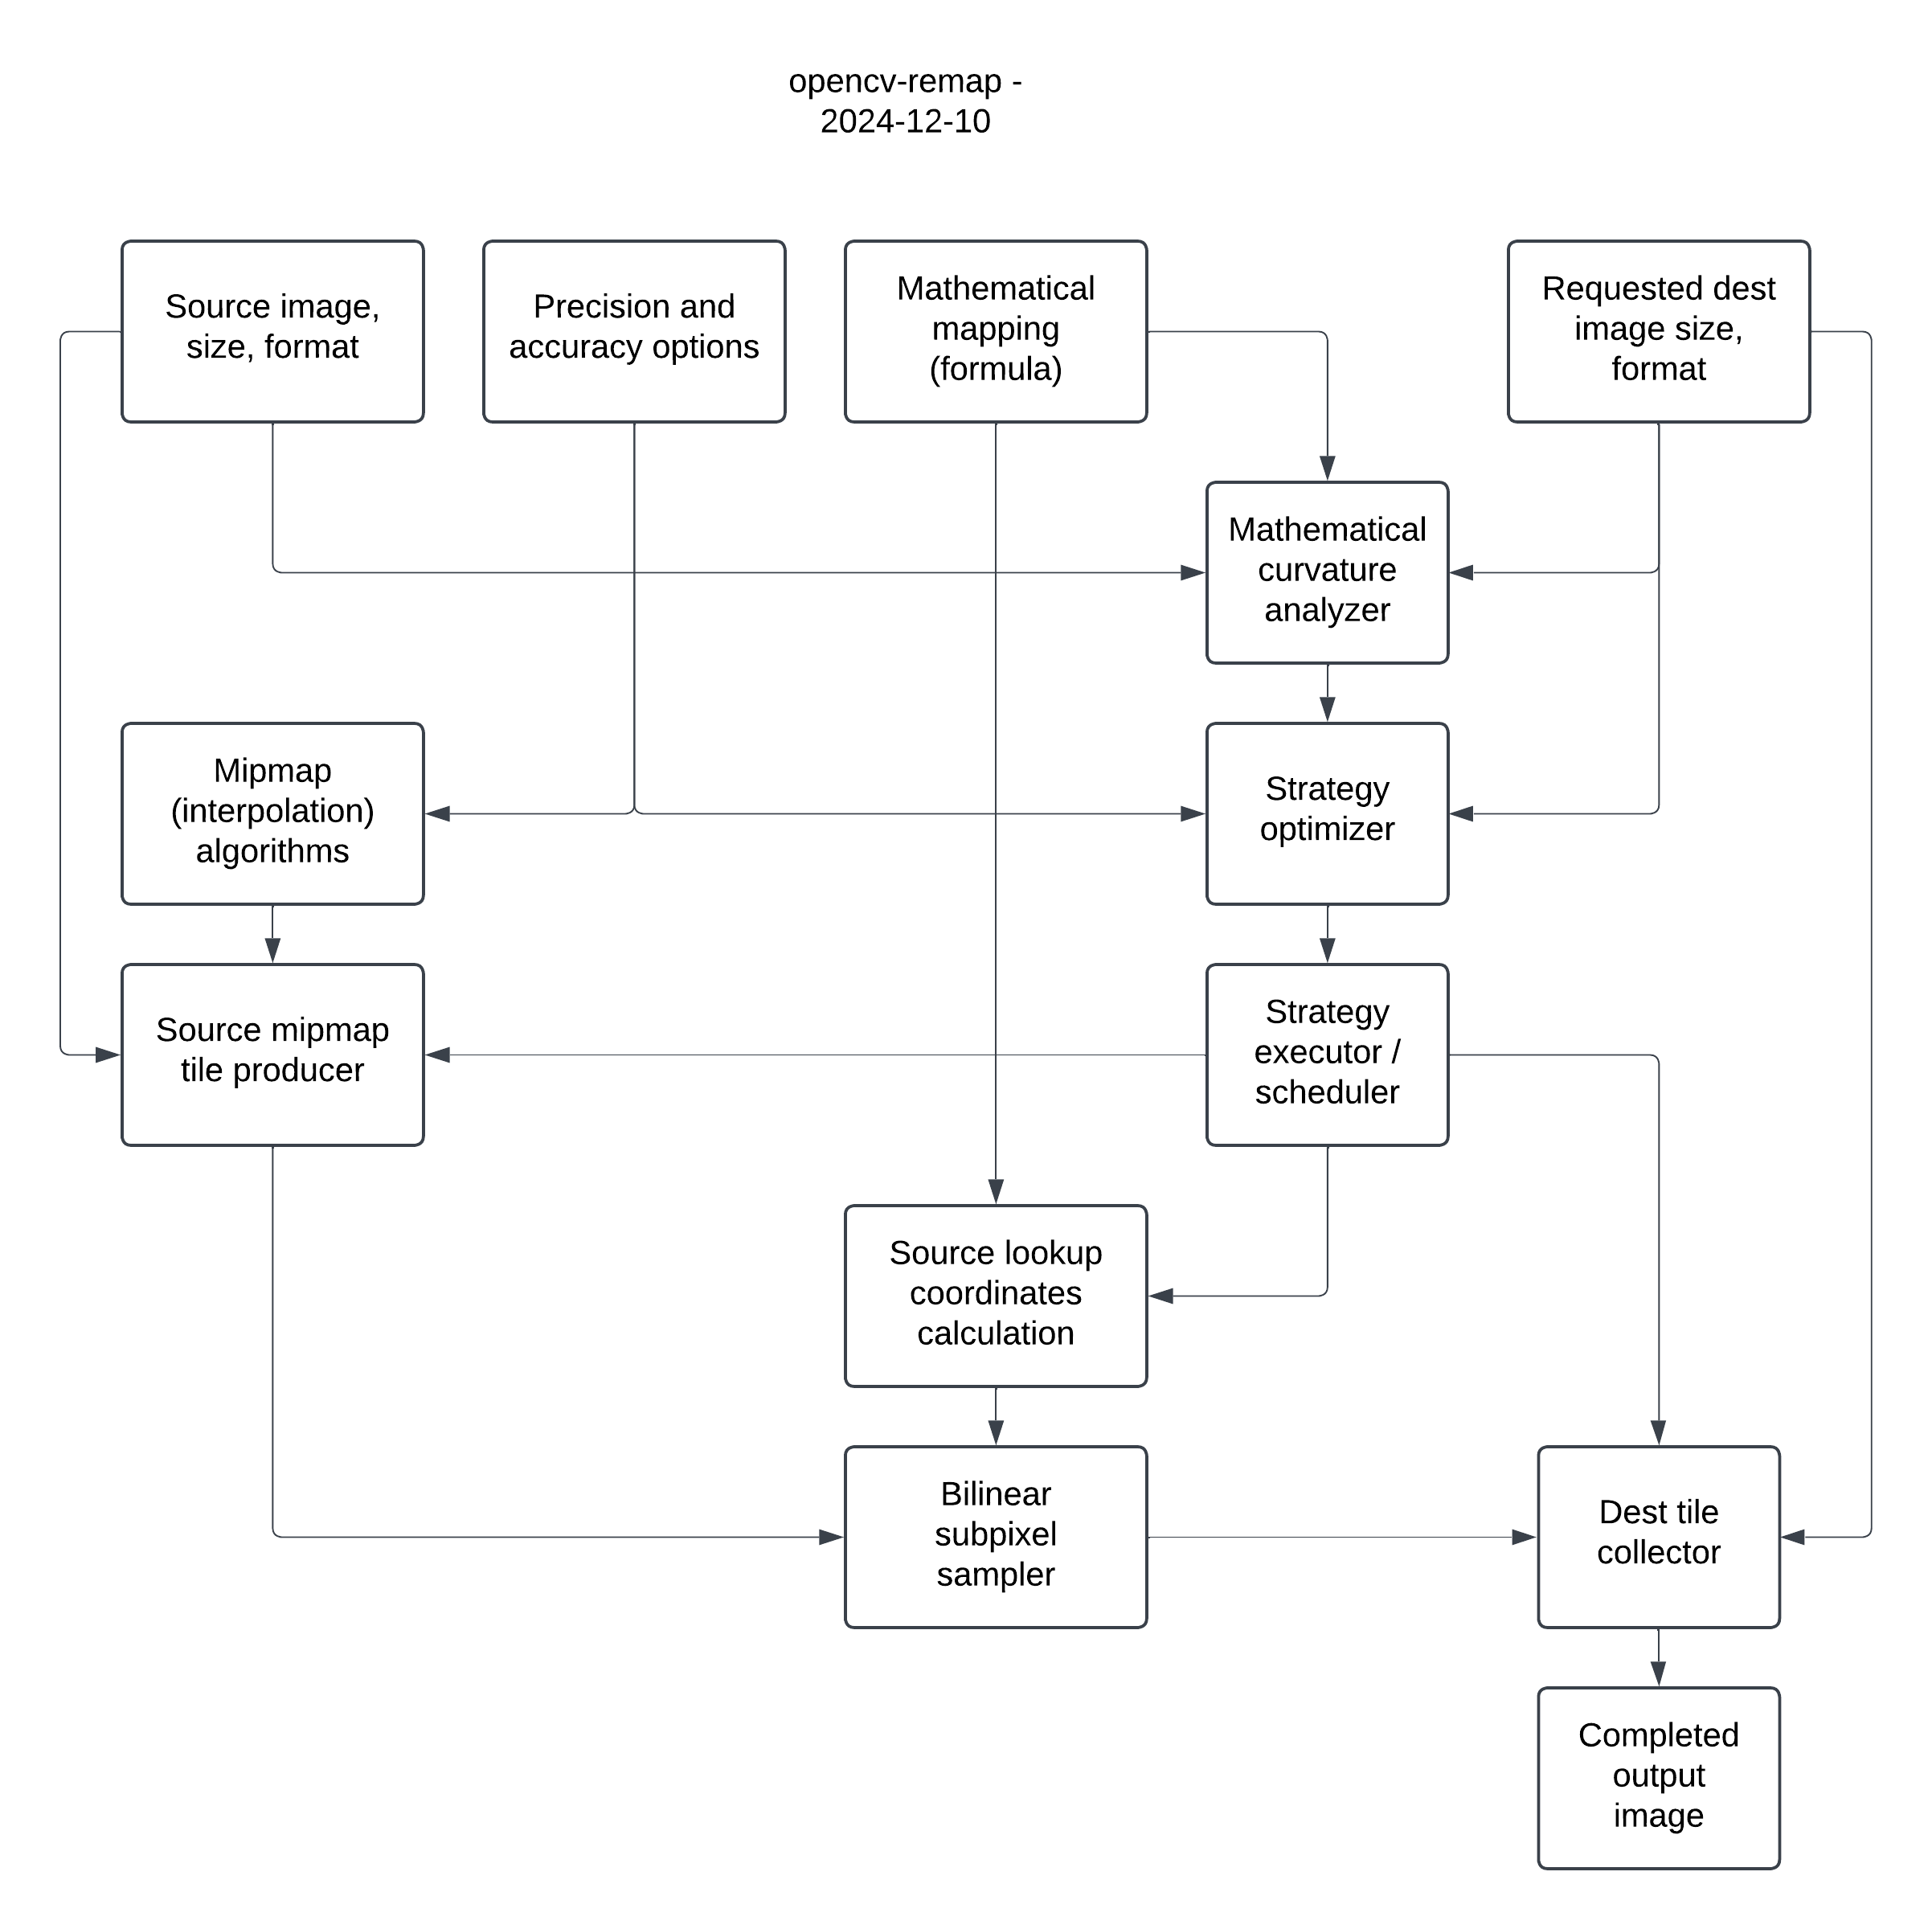 opencv-remap -
2024-12-10
Source image,
size, format
Precision and
accuracy options
Mathematical
mapping
(formula)
Requested dest
image size,
format
Mathematical
curvature
analyzer
Mipmap
(interpolation)
algorithms
Strategy
optimizer
Source mipmap
tile producer
Strategy
executor /
scheduler
Source lookup
coordinates
calculation
Bilinear
subpixel
sampler
Dest tile
collector
Completed
output
image